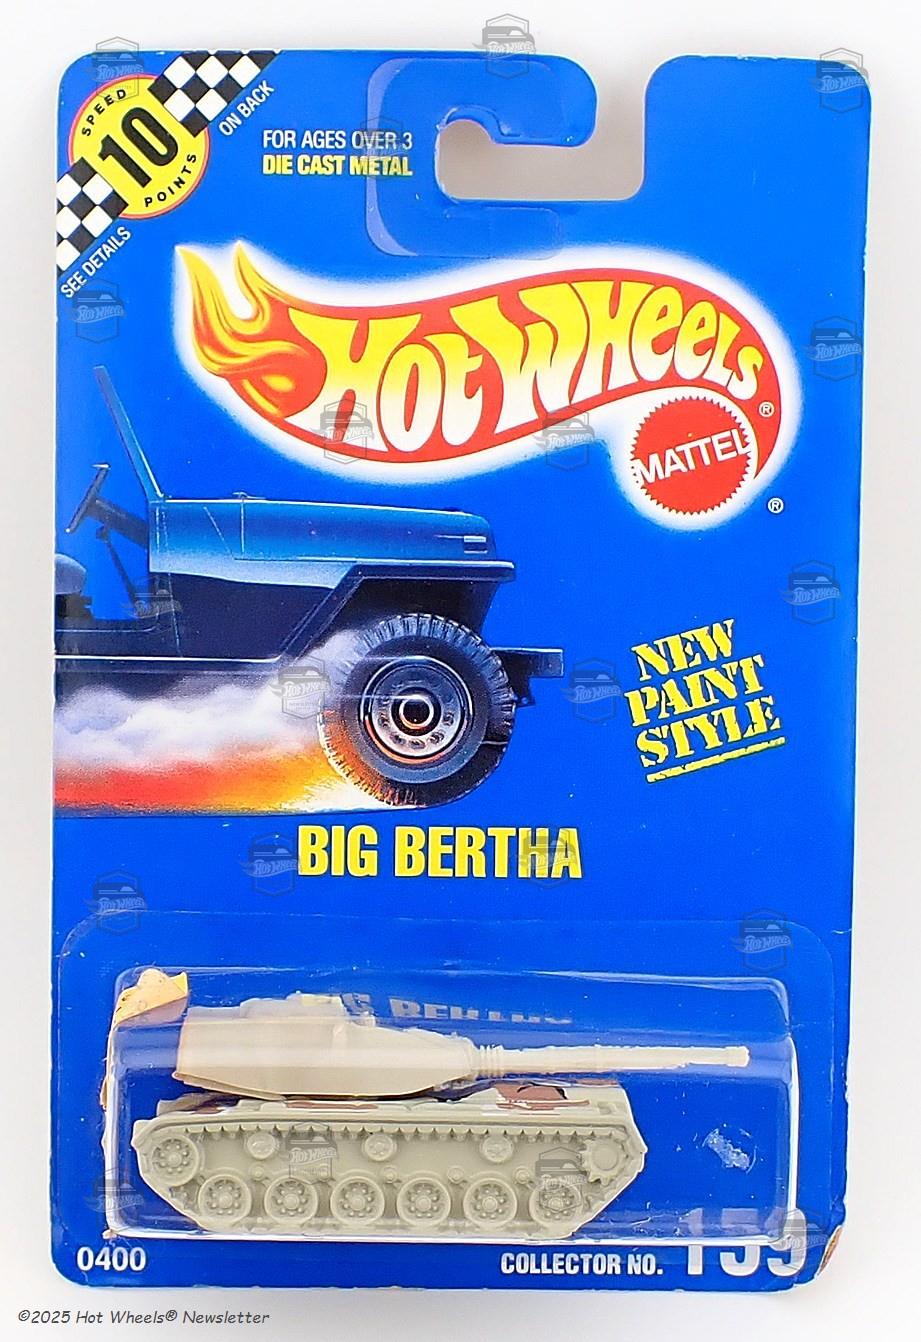 SPEED
10
POINTS
ON BACK
SEE DETAILS
FOR AGES OVER 3
DIE CAST METAL
HOT WHEELS®
MATTEL
®
NEW
PAINT
STYLE
BIG BERTHA
0400
COLLECTOR NO. 159
©2025 Hot Wheels® Newsletter